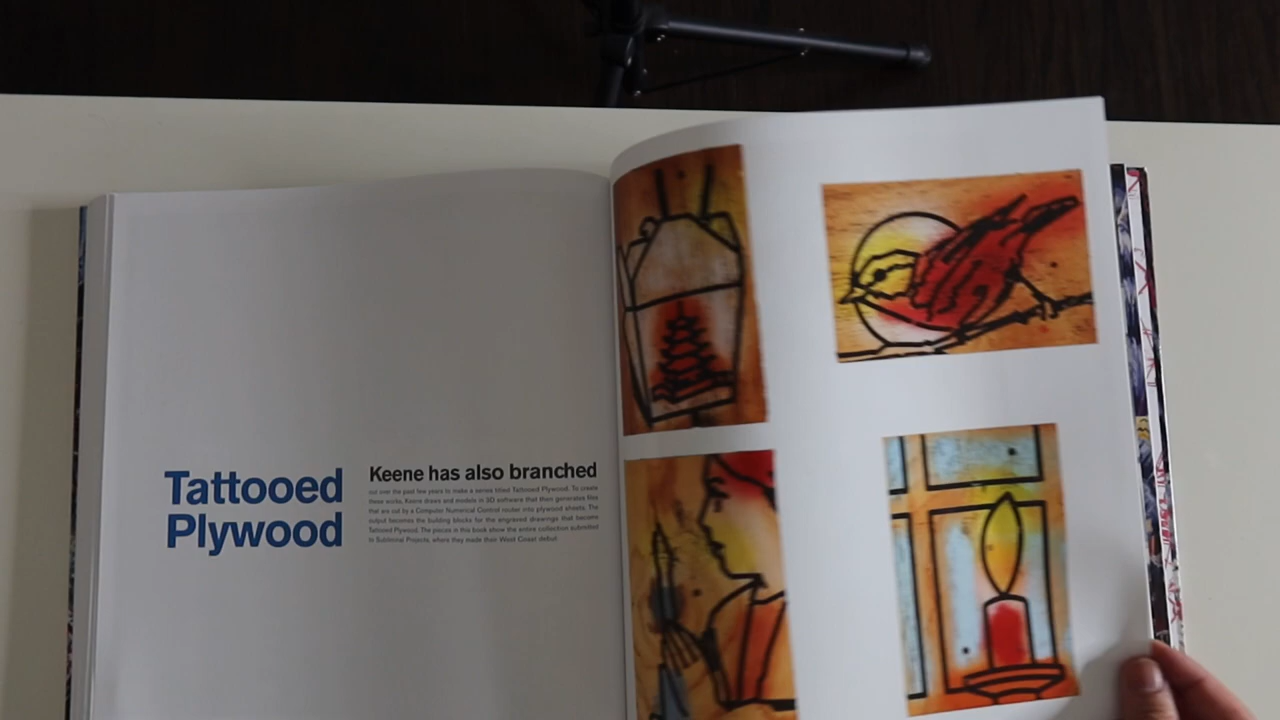 Tattooed
Plywood
Keene has also branched
out over the past few years to make a series titled Tattooed Plywood. To create
these works, Keene draws and models in 3D software that then generates files
that are cut by a Computer Numerical Control router into plywood sheets. The
output becomes the building blocks for the engraved drawings that become
Tattooed Plywood. The pieces in this book show the entire collection submitted
to Subliminal Projects, where they made their West Coast debut.